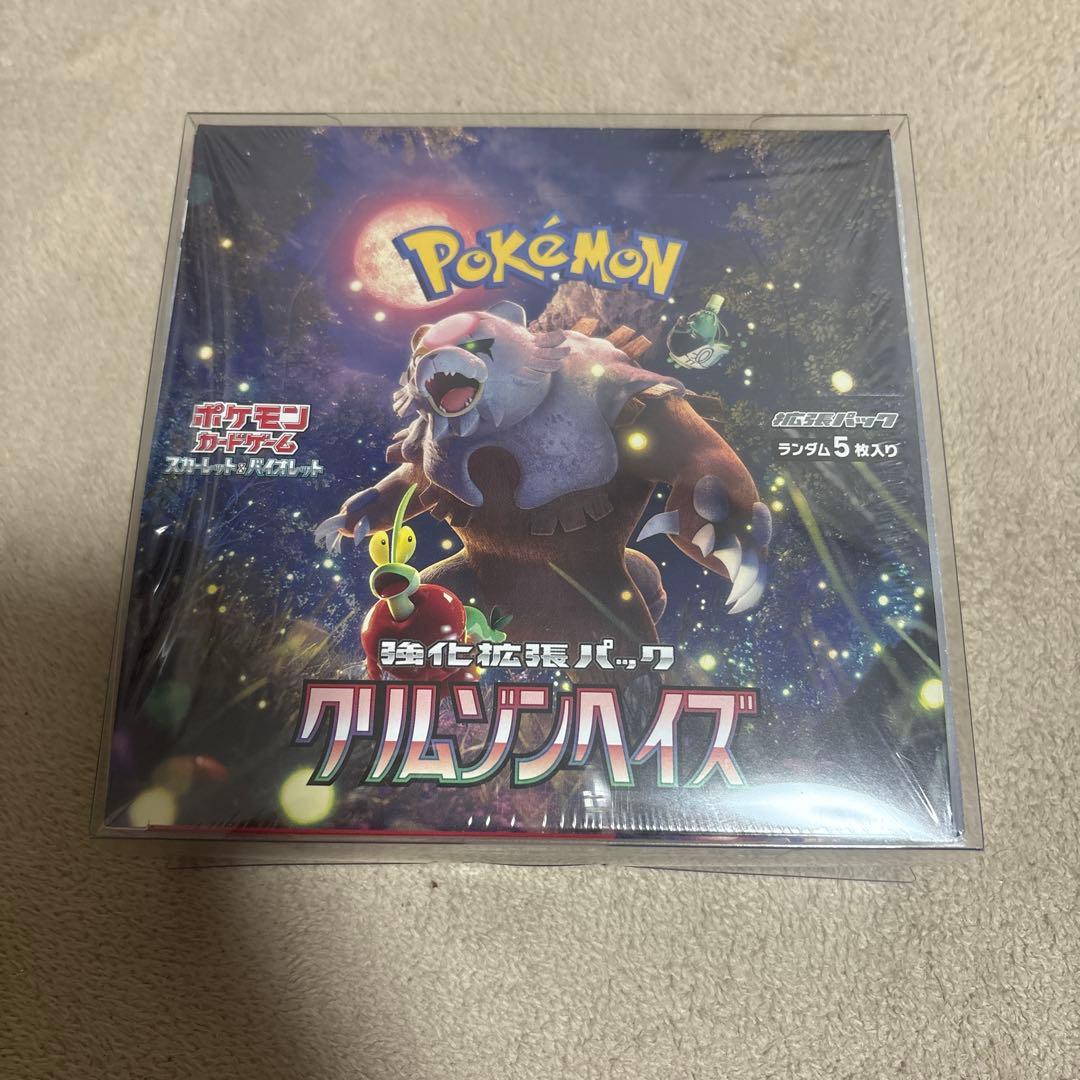 POKéMON
ポケモン
カードゲーム
スカーレット&バイオレット
拡張パック
ランダム5枚入り
強化拡張パック
クリムゾンヘイズ